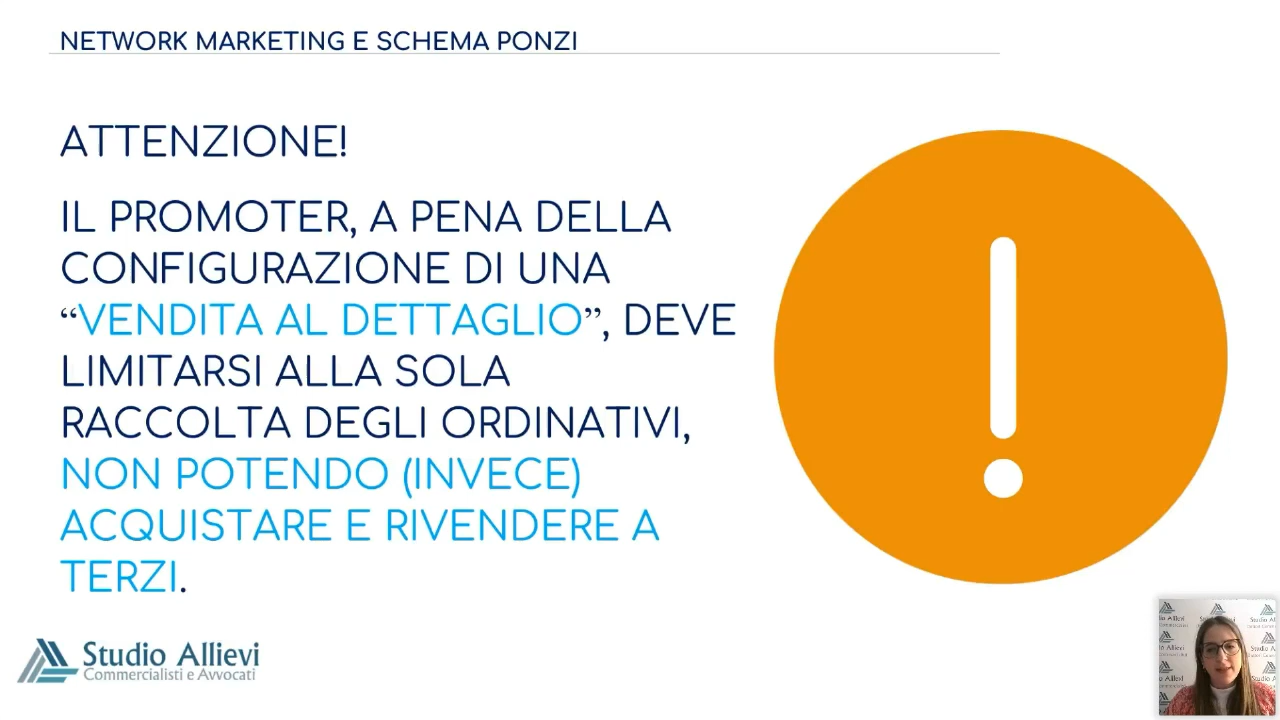 NETWORK MARKETING E SCHEMA PONZI
ATTENZIONE!
IL PROMOTER, A PENA DELLA
CONFIGURAZIONE DI UNA
“VENDITA AL DETTAGLIO”, DEVE
LIMITARSI ALLA SOLA
RACCOLTA DEGLI ORDINATIVI,
NON POTENDO (INVECE)
ACQUISTARE E RIVENDERE A
TERZI.
Studio Allievi
Commercialisti e Avvocati